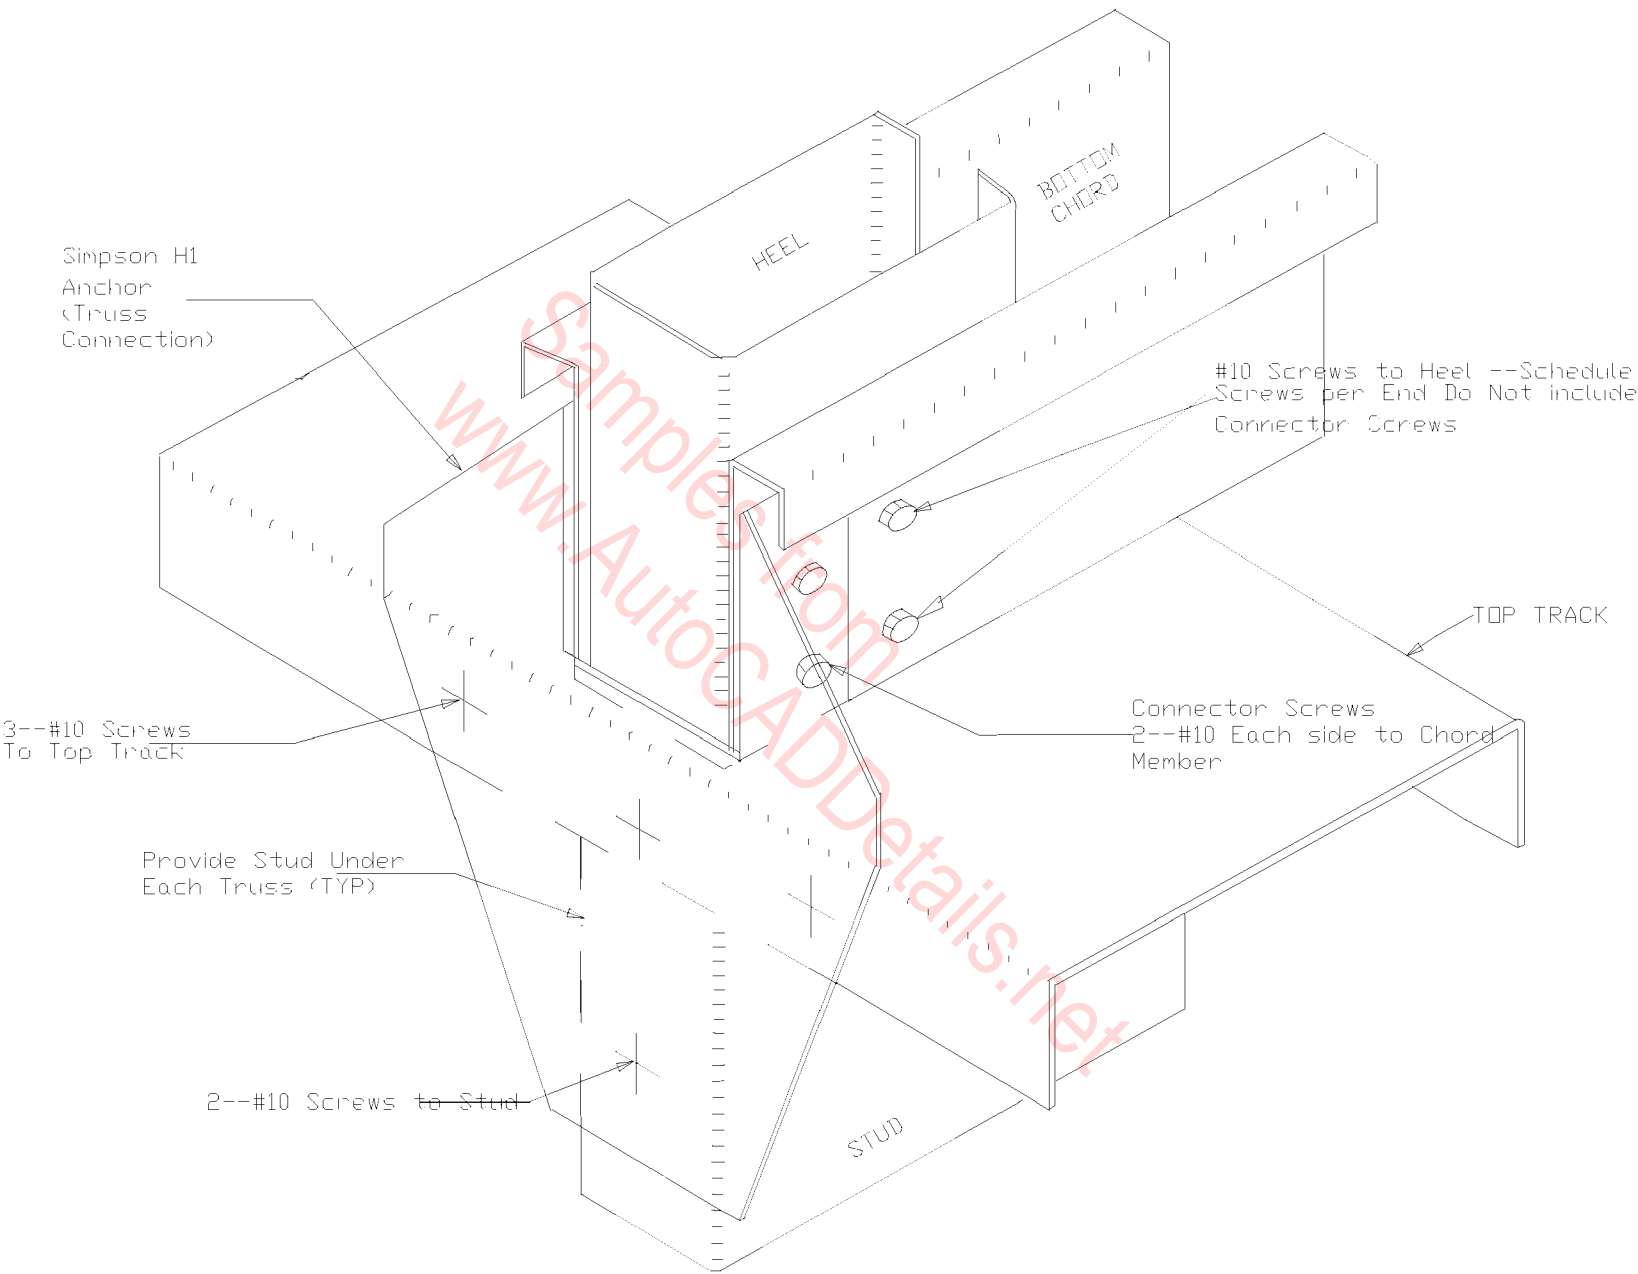 BOTTOM
CHORD
HEEL
Simpson H1
Anchor
(Truss
Connection)
#10 Screws to Heel --Schedule
Screws per End Do Not include
Connector Screws
TOP TRACK
3--#10 Screws
To Top Track
Connector Screws
2--#10 Each side to Chord
Member
Provide Stud Under
Each Truss (TYP)
2--#10 Screws to Stud
STUD
Samples from
www.AutoCADDetails.net